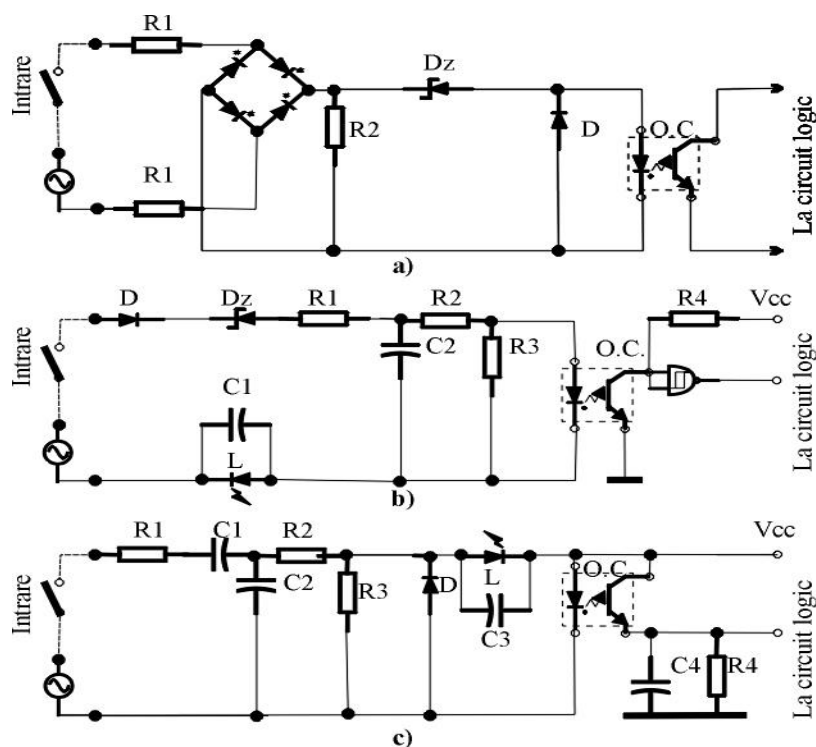 R1
Dz
Intrare
R2
D
O.C.
R1
La circuit logic
a)
D
Dz
R1
R2
R4
Vcc
C2
R3
O.C.
Intrare
C1
L
La circuit logic
b)
R1
C1
R2
Vcc
C2
R3
D
L
O.C.
Intrare
C3
C4
R4
La circuit logic
c)